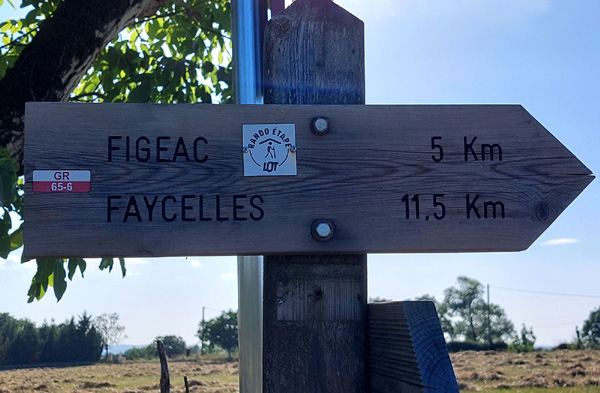 FIGEAC 5 Km
RANDO ÉTAPE
LOT
GR
65-6
FAYCELLES 11,5 Km